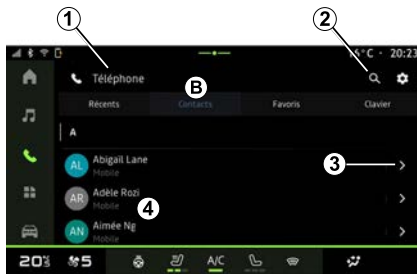 1
2
°C · 20:23
Téléphone
B
Récents
Contacts
Favoris
Clavier
A
AL
Abigaïl Lane
Mobile
3
AR
Adèle Rozi
Mobile
4
AN
Aimée Ng
Mobile
5
A/C